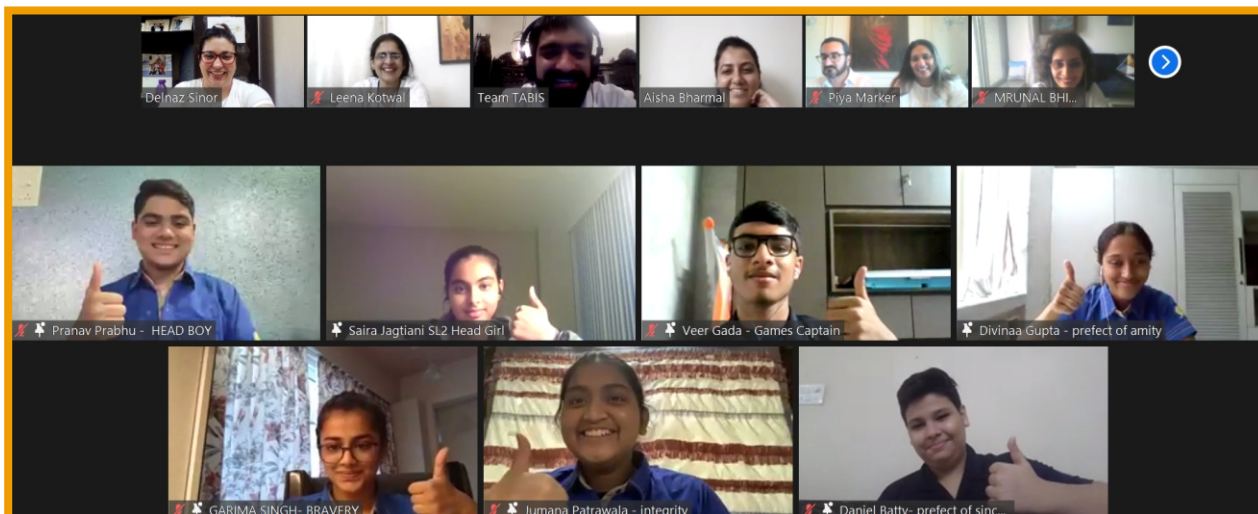 Delnaz Sinor
Leena Kotwal
Team TABIS
Aisha Bharmal
Piya Marker
MRUNAL BHI...
Pranav Prabhu - HEAD BOY
Saira Jagtiani SL2 Head Girl
Veer Gada - Games Captain
Divinaa Gupta - prefect of amity
GARIMA SINGH- BRAVERY
Jumana Patrawala - integrity
Daniel Batty- prefect of sinc...